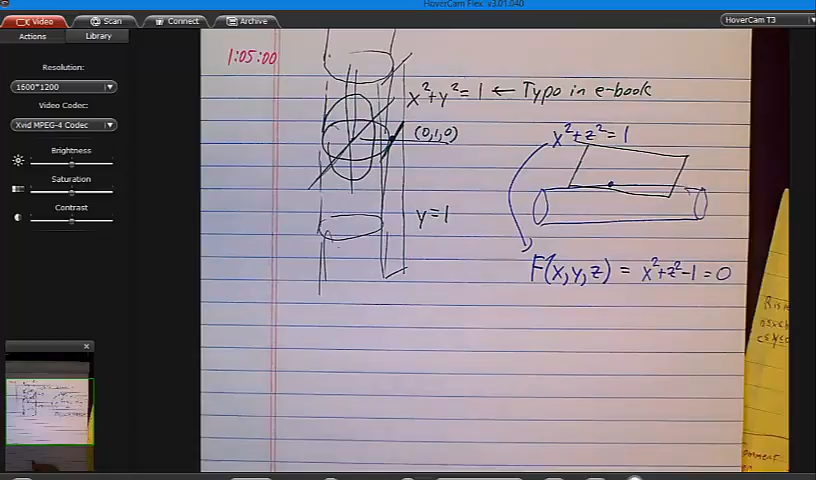 HoverCam Flex v3.01.040
Video
Scan
Connect
Archive
HoverCam T3
Actions
Library
Resolution:
1600*1200
Video Codec:
Xvid MPEG-4 Codec
Brightness
Saturation
Contrast
1:05:00
x²+y²=1 ← Typo in e-book
(0,1,0)
x²+z²=1
y=1
F(x,y,z) = x²+z²-1=0